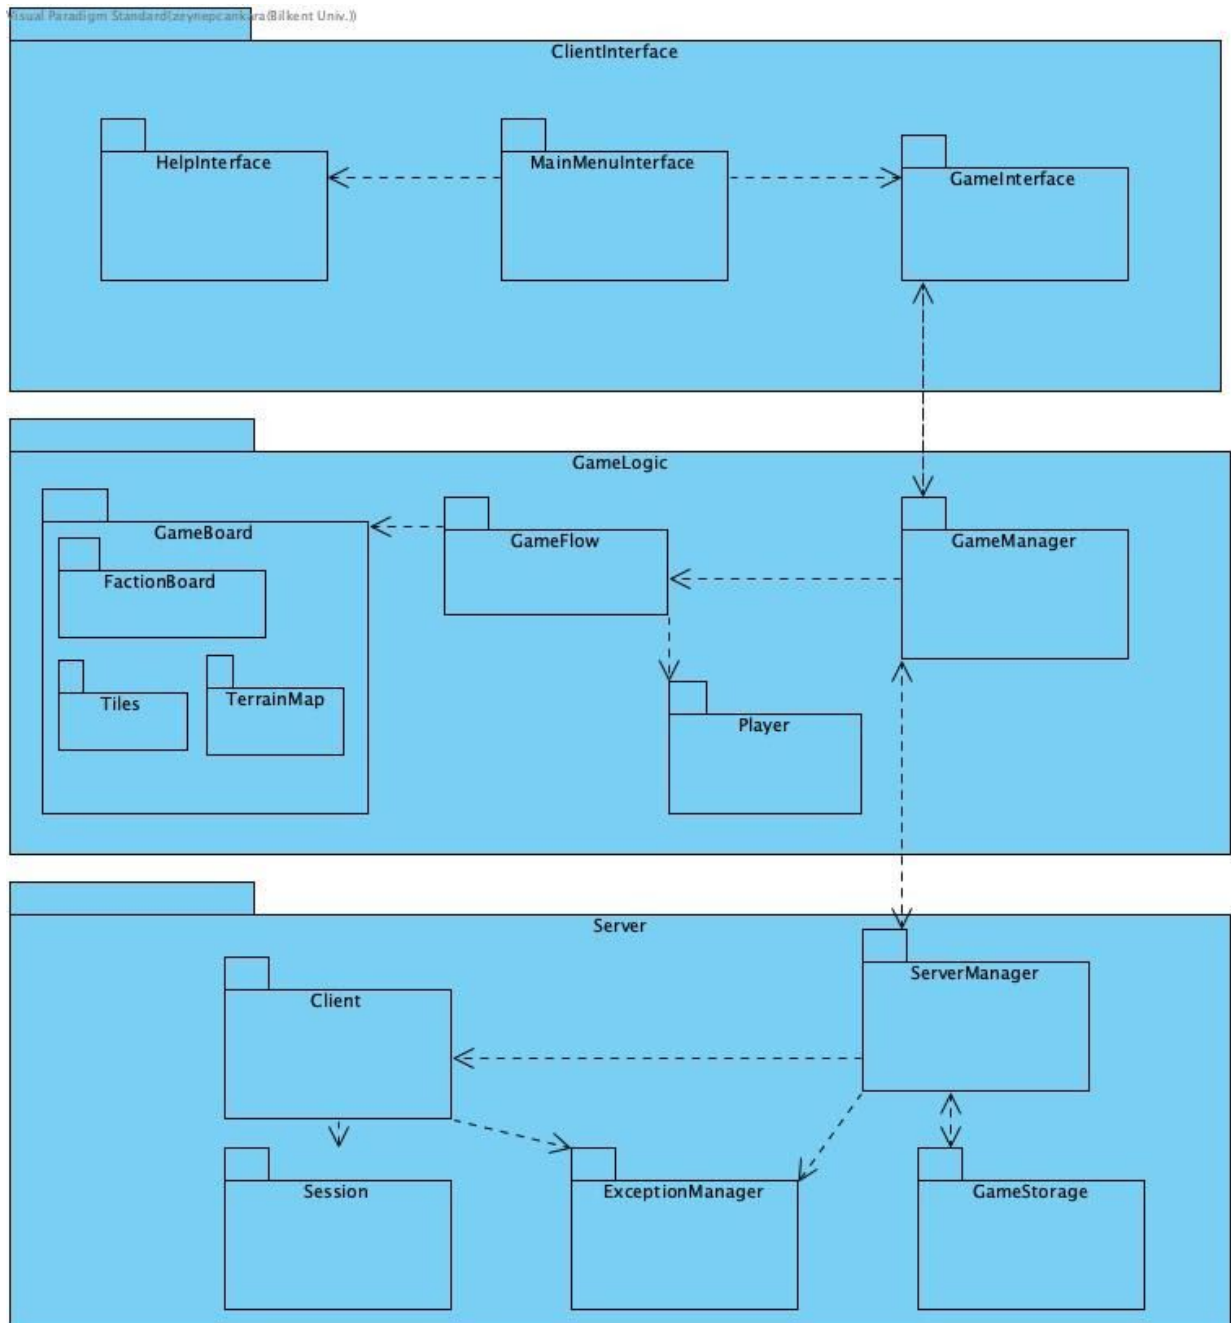 Visual Paradigm Standard(zeynepcankara(Bilkent Univ.))
ClientInterface
HelpInterface
MainMenuInterface
GameInterface
GameLogic
GameBoard
GameFlow
GameManager
FactionBoard
Tiles
TerrainMap
Player
Server
Client
ServerManager
Session
ExceptionManager
GameStorage